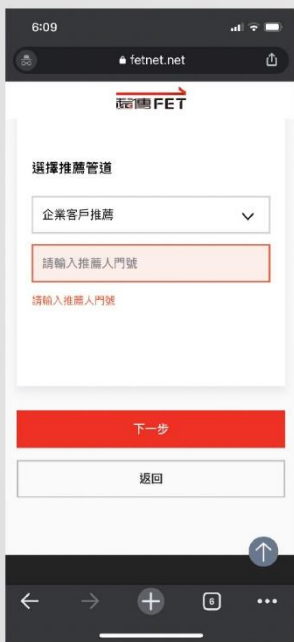 6:09
fetnet.net
遠傳FET
選擇推薦管道
企業客戶推薦
請輸入推薦人門號
請輸入推薦人門號
下一步
返回
6